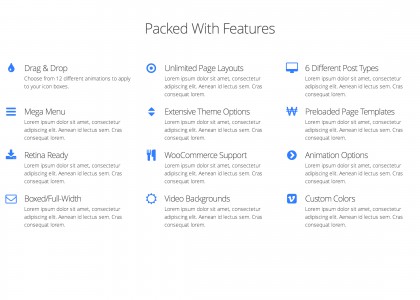 Packed With Features
Drag & Drop
Choose from 12 different animations to apply
to your icon boxes.
Unlimited Page Layouts
Lorem ipsum dolor sit amet, consectetur
adipiscing elit. Aenean id lectus sem. Cras
consequat lorem.
6 Different Post Types
Lorem ipsum dolor sit amet, consectetur
adipiscing elit. Aenean id lectus sem. Cras
consequat lorem.
Mega Menu
Lorem ipsum dolor sit amet, consectetur
adipiscing elit. Aenean id lectus sem. Cras
consequat lorem.
Extensive Theme Options
Lorem ipsum dolor sit amet, consectetur
adipiscing elit. Aenean id lectus sem. Cras
consequat lorem.
Preloaded Page Templates
Lorem ipsum dolor sit amet, consectetur
adipiscing elit. Aenean id lectus sem. Cras
consequat lorem.
Retina Ready
Lorem ipsum dolor sit amet, consectetur
adipiscing elit. Aenean id lectus sem. Cras
consequat lorem.
WooCommerce Support
Lorem ipsum dolor sit amet, consectetur
adipiscing elit. Aenean id lectus sem. Cras
consequat lorem.
Animation Options
Lorem ipsum dolor sit amet, consectetur
adipiscing elit. Aenean id lectus sem. Cras
consequat lorem.
Boxed/Full-Width
Lorem ipsum dolor sit amet, consectetur
adipiscing elit. Aenean id lectus sem. Cras
consequat lorem.
Video Backgrounds
Lorem ipsum dolor sit amet, consectetur
adipiscing elit. Aenean id lectus sem. Cras
consequat lorem.
Custom Colors
Lorem ipsum dolor sit amet, consectetur
adipiscing elit. Aenean id lectus sem. Cras
consequat lorem.